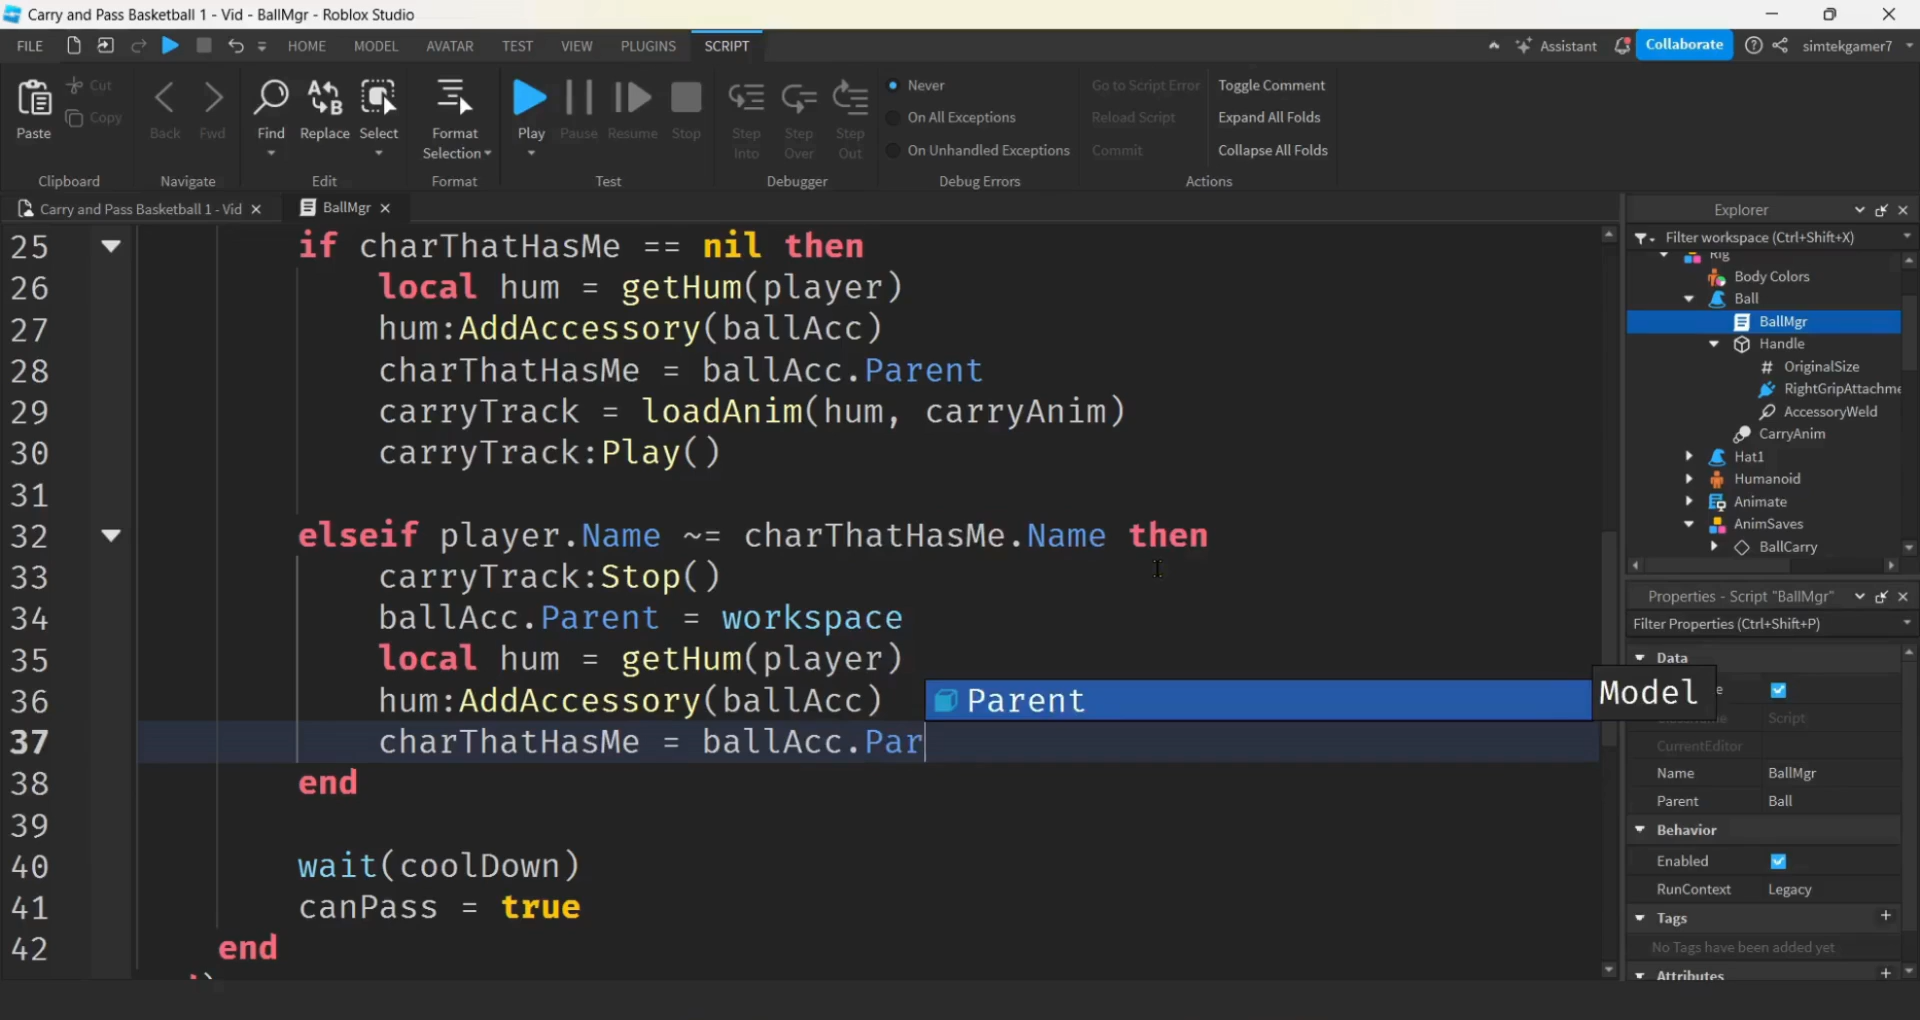 Carry and Pass Basketball 1 - Vid - BallMgr - Roblox Studio
FILE HOME MODEL AVATAR TEST VIEW PLUGINS SCRIPT Assistant Collaborate simtekgamer7
Paste Cut Copy
Back Fwd
Find Replace Select
Format Selection
Play Pause Resume Stop
Step Into Step Over Step Out
Never
On All Exceptions
On Unhandled Exceptions
Go to Script Error
Reload Script
Commit
Toggle Comment
Expand All Folds
Collapse All Folds
Clipboard Navigate Edit Format Test Debugger Debug Errors Actions
Carry and Pass Basketball 1 - Vid BallMgr
25 if charThatHasMe == nil then
26 local hum = getHum(player)
27 hum:AddAccessory(ballAcc)
28 charThatHasMe = ballAcc.Parent
29 carryTrack = loadAnim(hum, carryAnim)
30 carryTrack:Play()
31
32 elseif player.Name ~= charThatHasMe.Name then
33 carryTrack:Stop()
34 ballAcc.Parent = workspace
35 local hum = getHum(player)
36 hum:AddAccessory(ballAcc)
Parent
Model
37 charThatHasMe = ballAcc.Par
38 end
39
40 wait(coolDown)
41 canPass = true
42 end
Explorer
Filter workspace (Ctrl+Shift+X)
Rig
Body Colors
Ball
BallMgr
Handle
OriginalSize
RightGripAttachme
AccessoryWeld
CarryAnim
Hat1
Humanoid
Animate
AnimSaves
BallCarry
Properties - Script "BallMgr"
Filter Properties (Ctrl+Shift+P)
Data
Script
CurrentEditor
Name BallMgr
Parent Ball
Behavior
Enabled
RunContext Legacy
Tags
No Tags have been added yet
Attributes